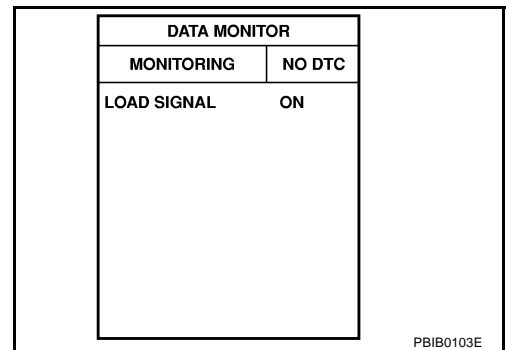 DATA MONITOR
MONITORING NO DTC
LOAD SIGNAL ON
PBIB0103E